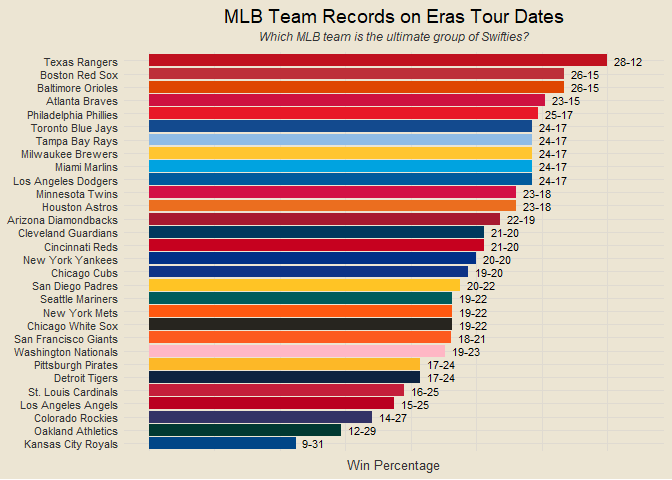 MLB Team Records on Eras Tour Dates
Which MLB team is the ultimate group of Swifties?
Texas Rangers 28-12
Boston Red Sox 26-15
Baltimore Orioles 26-15
Atlanta Braves 23-15
Philadelphia Phillies 25-17
Toronto Blue Jays 24-17
Tampa Bay Rays 24-17
Milwaukee Brewers 24-17
Miami Marlins 24-17
Los Angeles Dodgers 24-17
Minnesota Twins 23-18
Houston Astros 23-18
Arizona Diamondbacks 22-19
Cleveland Guardians 21-20
Cincinnati Reds 21-20
New York Yankees 20-20
Chicago Cubs 19-20
San Diego Padres 20-22
Seattle Mariners 19-22
New York Mets 19-22
Chicago White Sox 19-22
San Francisco Giants 18-21
Washington Nationals 19-23
Pittsburgh Pirates 17-24
Detroit Tigers 17-24
St. Louis Cardinals 16-25
Los Angeles Angels 15-25
Colorado Rockies 14-27
Oakland Athletics 12-29
Kansas City Royals 9-31
Win Percentage